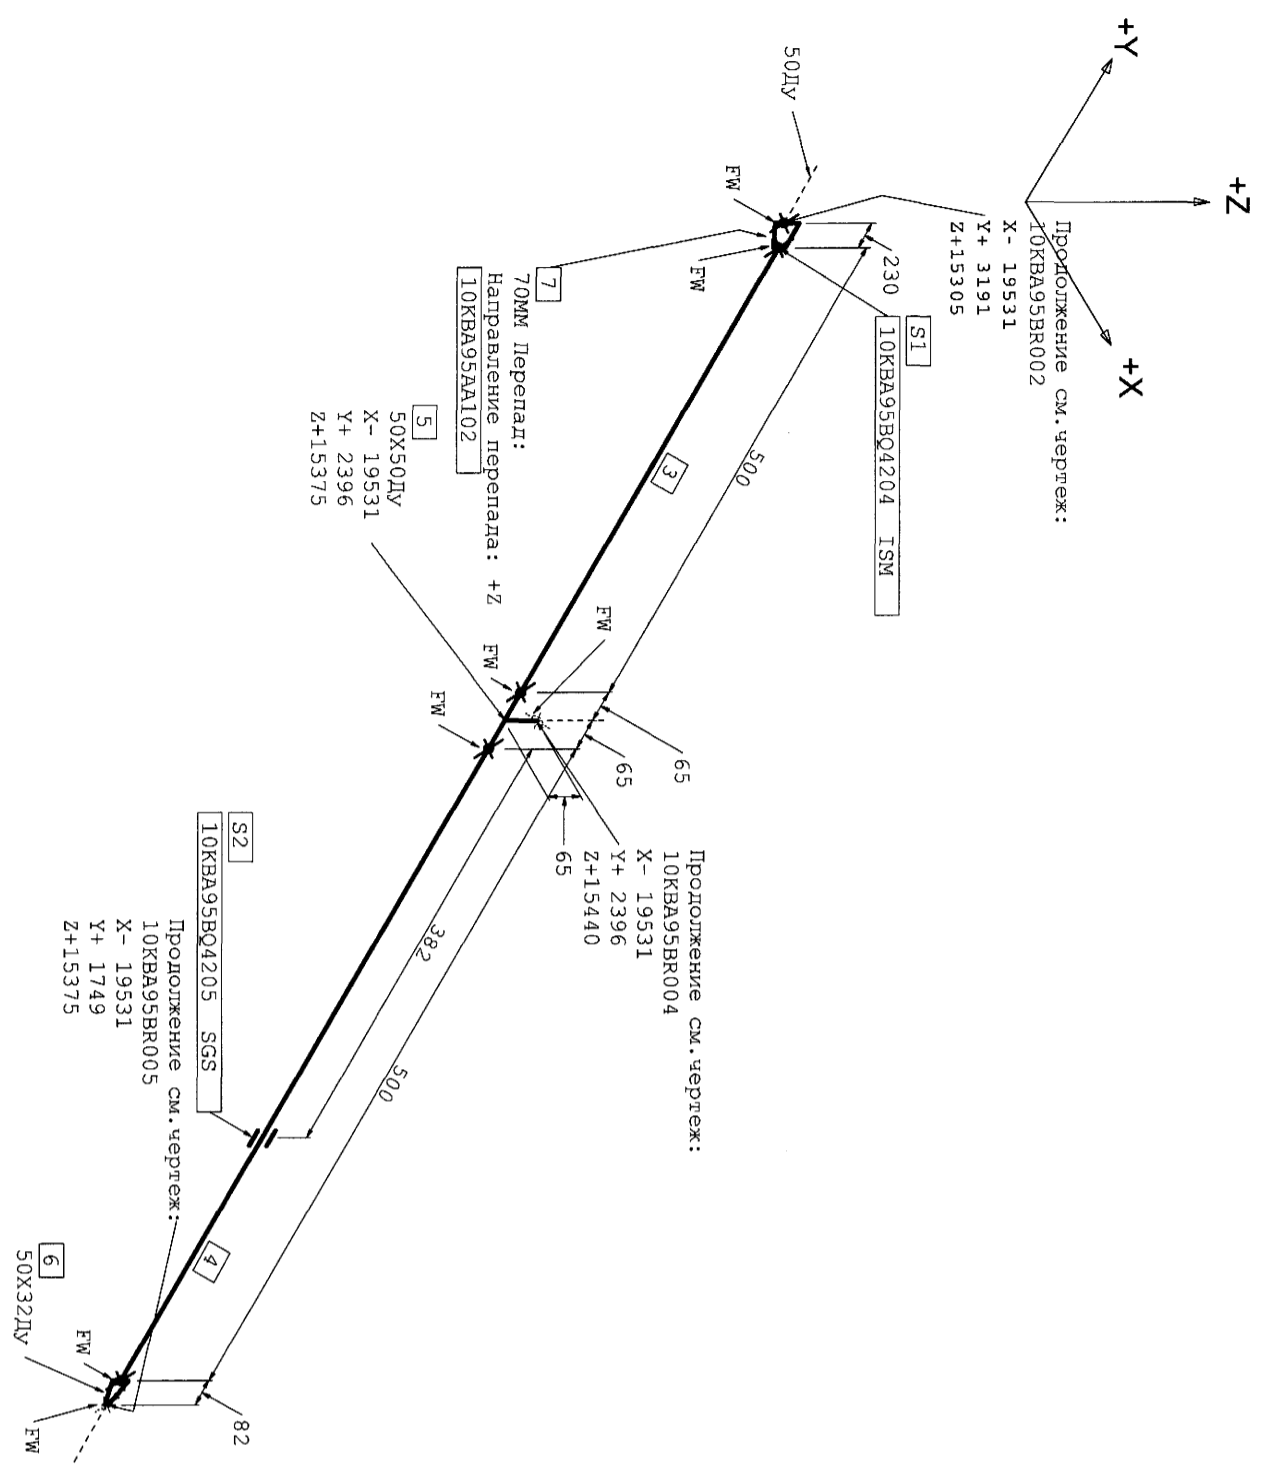 +Y
+Z
+X
50Ду
FW
FW
Продолжение см.чертеж:
10KBA95BR002
X- 19531
Y+ 3191
Z+15305
230
S1
10KBA95BQ4204 ISM
7
70ММ Перепад:
Направление перепада: +Z
10KBA95AA102
5
50X50Ду
X- 19531
Y+ 2396
Z+15375
3
500
FW
FW
FW
65
65
65
Продолжение см.чертеж:
10KBA95BR004
X- 19531
Y+ 2396
Z+15440
382
500
S2
10KBA95BQ4205 SGS
Продолжение см.чертеж:
10KBA95BR005
X- 19531
Y+ 1749
Z+15375
4
6
50X32Ду
FW
FW
82